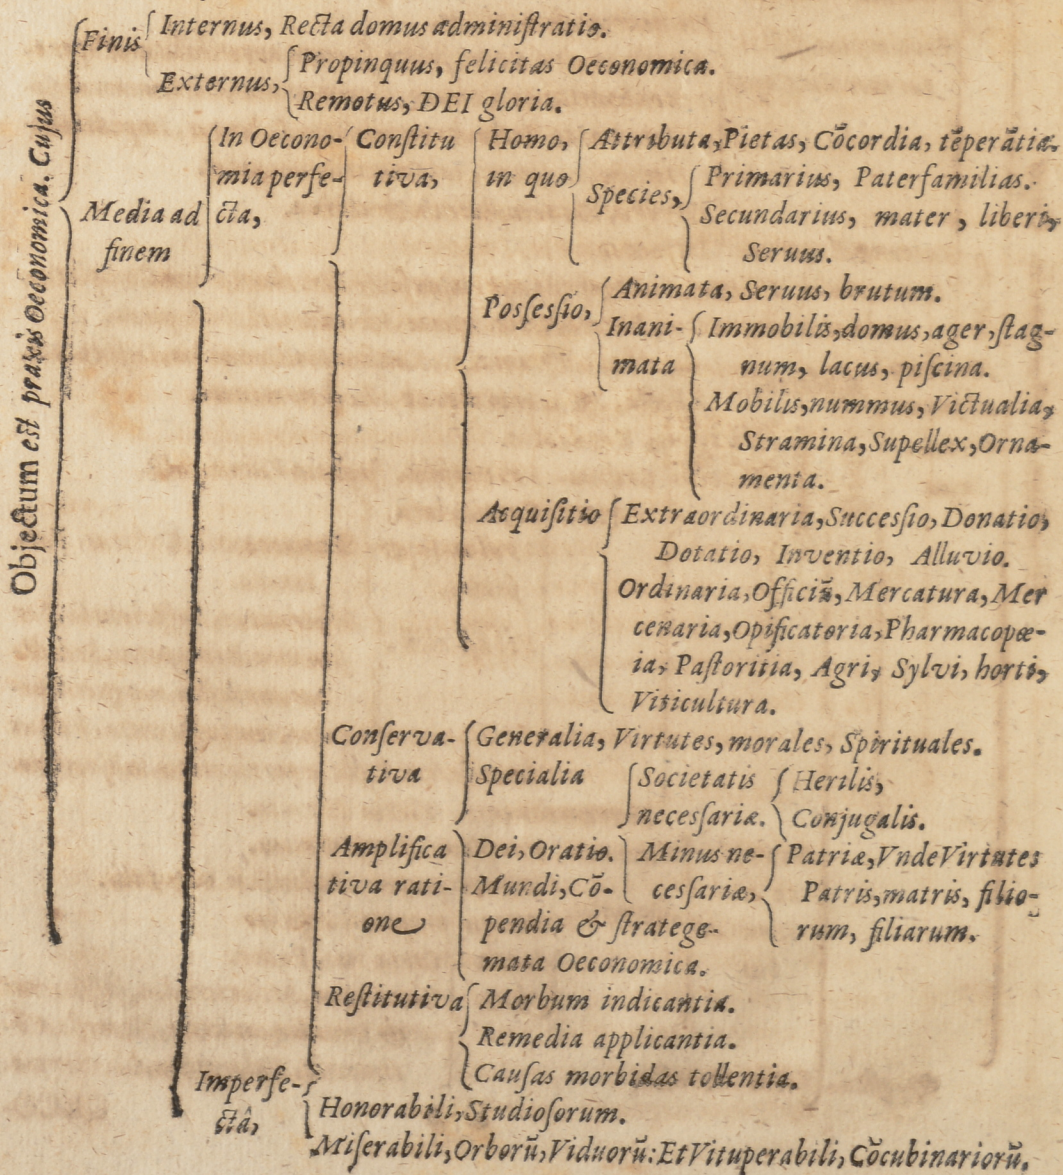 Objectum est praxis Oeconomica. Cujus
Finis
Internus, Recta domus administratio.
Externus,
Propinquus, felicitas Oeconomica.
Remotus, DEI gloria.
Media ad
finem
In Oecono-
mia perfe-
cta,
Constitu
tiva,
Homo,
in quo
Attributa, Pietas, Cōcordia, tēperātia.
Species,
Primarius, Paterfamilias.
Secundarius, mater, liberi,
Seruus.
Possessio,
Animata, Seruus, brutum.
Inani-
mata
Immobilis, domus, ager, stag-
num, lacus, piscina.
Mobilis, nummus, Victualia,
Stramina, Supellex, Orna-
menta.
Acquisitio
Extraordinaria, Successio, Donatio,
Dotatio, Inventio, Alluvio.
Ordinaria, Officiū, Mercatura, Mer
cenaria, Opificatoria, Pharmacopœ-
ia, Pastoritia, Agri, Sylvi, horti,
Viticultura.
Conserva-
tiva
Generalia, Virtutes, morales, Spirituales.
Specialia
Societatis
necessariæ.
Herilis,
Conjugalis.
Minus ne-
cessariæ,
Patriæ, Vnde Virtutes
Patris, matris, filio-
rum, filiarum.
Amplifica
tiva rati-
one
Dei, Oratio.
Mundi, Cō-
pendia & stratege-
mata Oeconomica.
Restitutiva
Morbum indicantia.
Remedia applicantia.
Causas morbidas tollentia.
Imperfe-
ctâ,
Honorabili, Studiosorum.
Miserabili, Orborū, Viduorū: Et Vituperabili, Cōcubinariorū.